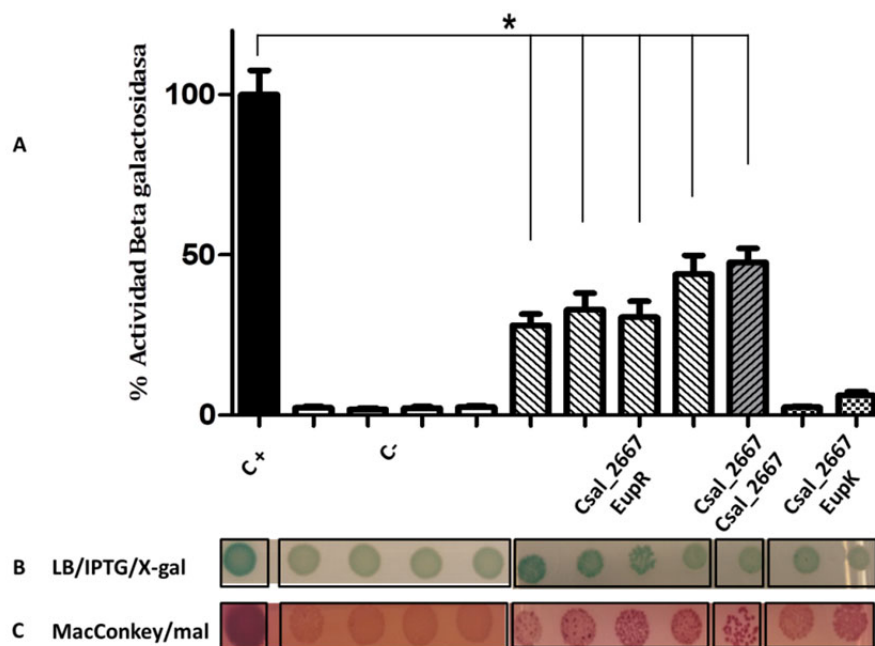 *
A
% Actividad Beta galactosidasa
100
50
0
C +
C-
Csal_2667
EupR
Csal_2667
Csal_2667
Csal_2667
EupK
B LB/IPTG/X-gal
C MacConkey/mal